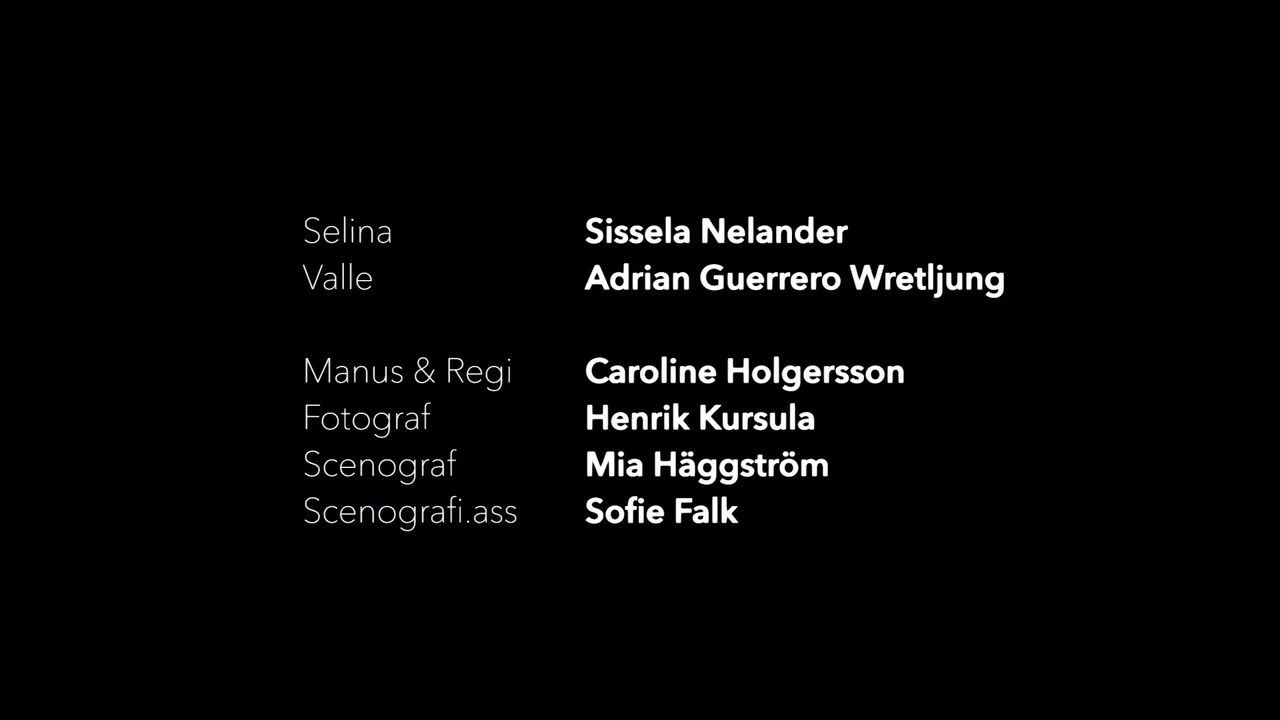 Selina Sissela Nelander
Valle Adrian Guerrero Wretljung
Manus & Regi Caroline Holgersson
Fotograf Henrik Kursula
Scenograf Mia Häggström
Scenografi.ass Sofie Falk